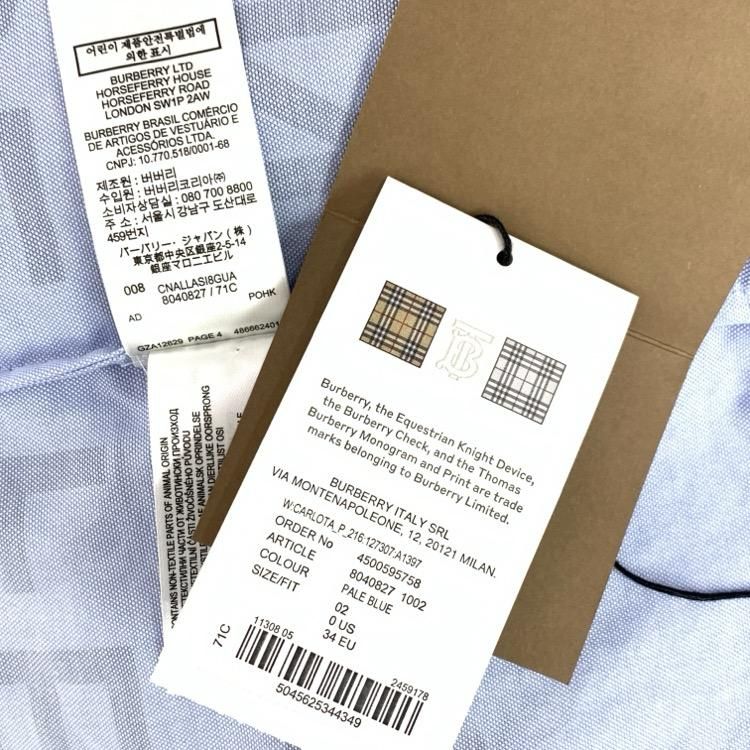 어린이 제품안전특별법에
의한 표시
BURBERRY LTD
HORSEFERRY HOUSE
HORSEFERRY ROAD
LONDON SW1P 2AW
BURBERRY BRASIL COMÉRCIO
DE ARTIGOS DE VESTUÁRIO E
ACESSÓRIOS LTDA.
CNPJ: 10.770.518/0001-68
제조원 : 버버리
수입원 : 버버리코리아㈜
소비자상담실 : 080 700 8800
주 소 : 서울시 강남구 도산대로
459번지
バーバリー・ジャパン(株)
東京都中央区銀座2-5-14
銀座マロニエビル
008 CNALLASI8GUA
8040827 / 71C
AD POHK
GZA12629 PAGE 4 486662401
ONTAINS NON-TEXTILE PARTS OF ANIMAL ORIGIN
Burberry, the Equestrian Knight Device,
the Burberry Check, and the Thomas
Burberry Monogram and Print are trade
marks belonging to Burberry Limited.
BURBERRY ITALY SRL
VIA MONTENAPOLEONE, 12, 20121 MILAN.
W:CARLOTA_P_216:127307:A1397
ORDER No 4500595758
ARTICLE 8040827 1002
COLOUR PALE BLUE
SIZE/FIT 02
0 US
34 EU
71C
11308 05 2459178
5045625344349